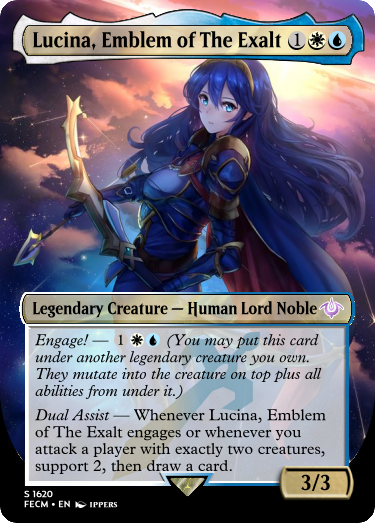 Lucina, Emblem of The Exalt 1
Legendary Creature — Human Lord Noble
Engage! — 1 (You may put this
card under another legendary creature you own.
They mutate into the creature on top plus all
abilities from under it.)
Dual Assist — Whenever Lucina, Emblem
of The Exalt engages or whenever you
attack a player with exactly two creatures,
support 2, then draw a card.
3/3
S 1620
FECM • EN IPPERS